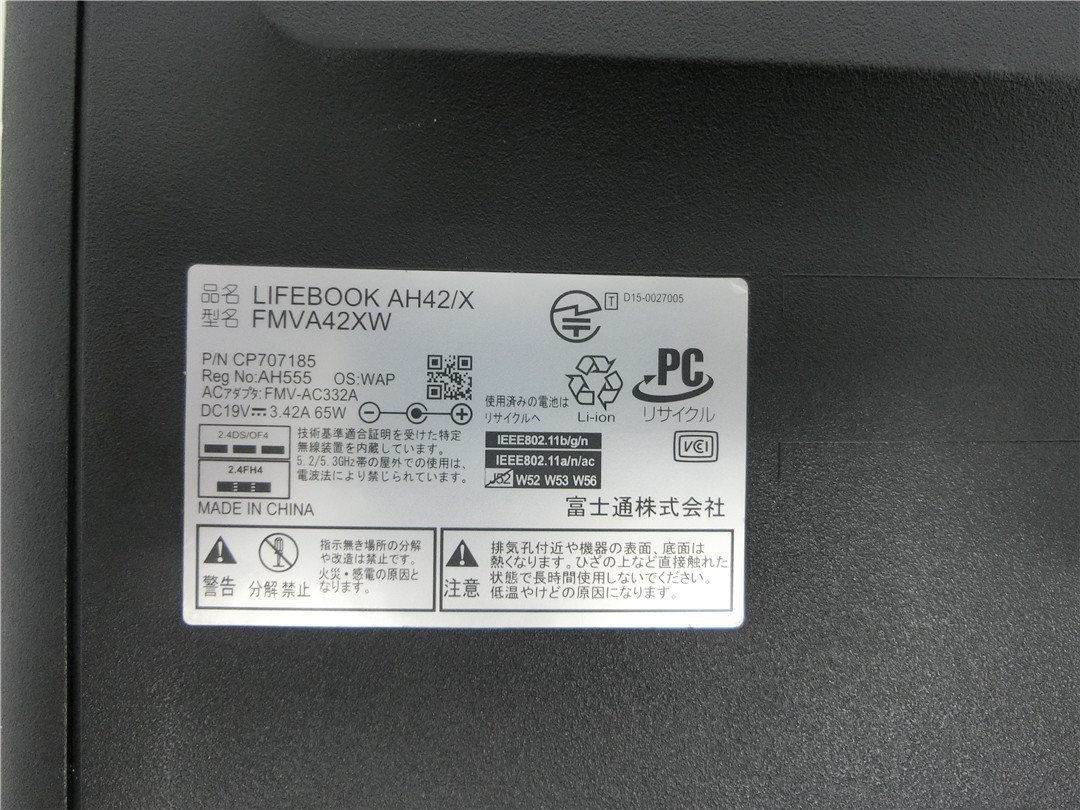 品名 LIFEBOOK AH42/X
型名 FMVA42XW
T D15-0027005
P/N CP707185
Reg No:AH555 OS:WAP
ACアダプタ:FMV-AC332A
DC19V 3.42A 65W
使用済みの電池は
リサイクルへ
Li-ion
PC
リサイクル
2.4DS/OF4
2.4FH4
技術基準適合証明を受けた特定
無線装置を内蔵しています。
5.2/5.3GHz帯の屋外での使用は、
電波法により禁じられています。
IEEE802.11b/g/n
IEEE802.11a/n/ac
J52 W52 W53 W56
VCI
MADE IN CHINA
富士通株式会社
警告
分解禁止
指示無き場所の分解
や改造は禁止です。
火災・感電の原因と
なります。
注意
排気孔付近や機器の表面、底面は
熱くなります。ひざの上など直接触れた
状態で長時間使用しないでください。
低温やけどの原因になります。